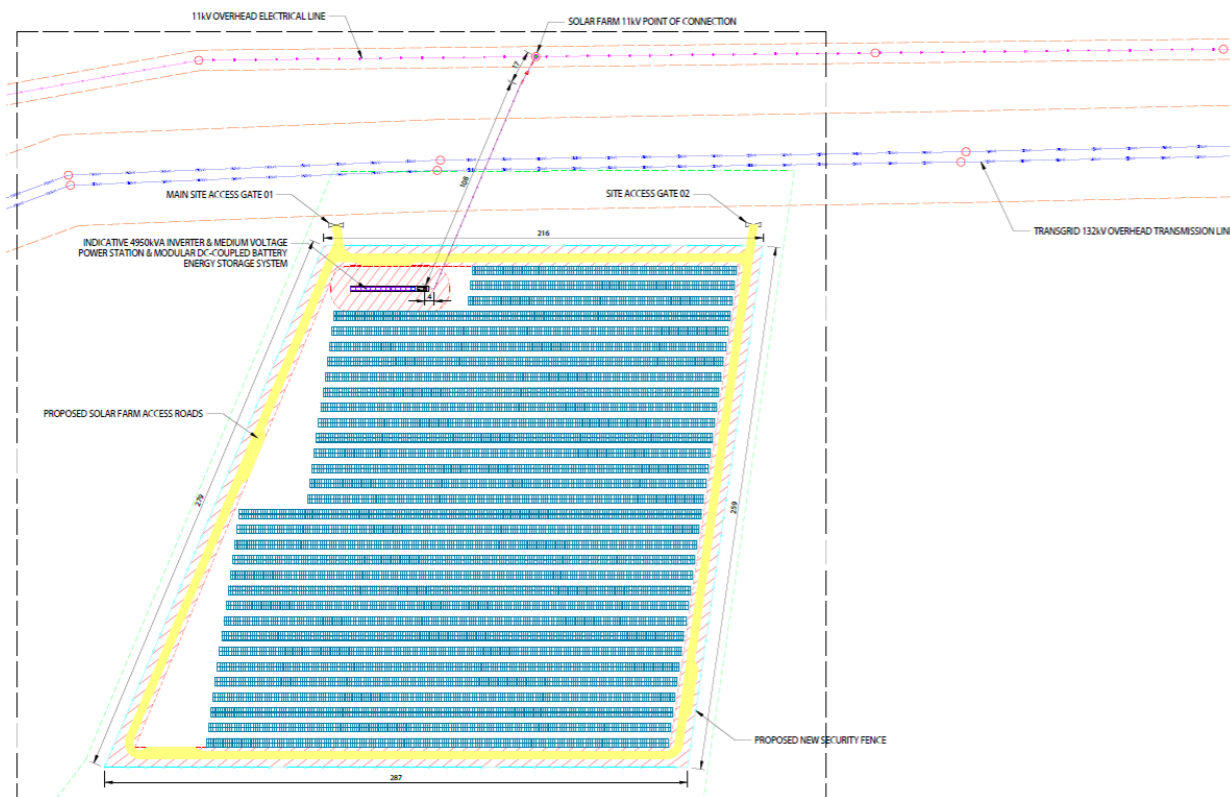 11kV OVERHEAD ELECTRICAL LINE
SOLAR FARM 11kV POINT OF CONNECTION
17
108
MAIN SITE ACCESS GATE 01
SITE ACCESS GATE 02
216
TRANSGRID 132kV OVERHEAD TRANSMISSION LIN
INDICATIVE 4950kVA INVERTER & MEDIUM VOLTAGE
POWER STATION & MODULAR DC-COUPLED BATTERY
ENERGY STORAGE SYSTEM
4
PROPOSED SOLAR FARM ACCESS ROADS
279
259
PROPOSED NEW SECURITY FENCE
287